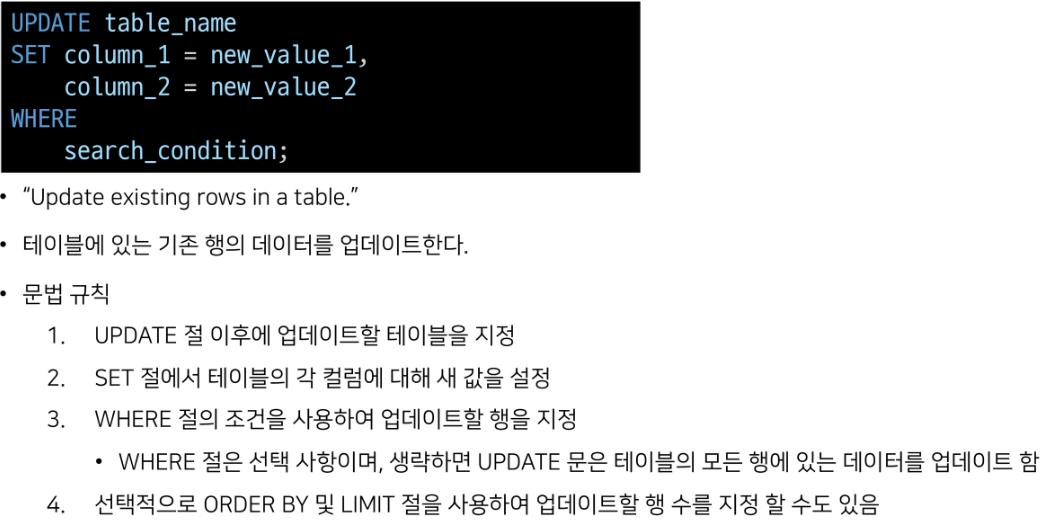 UPDATE table_name
SET column_1 = new_value_1,
    column_2 = new_value_2
WHERE
    search_condition;
• “Update existing rows in a table.”
• 테이블에 있는 기존 행의 데이터를 업데이트한다.
• 문법 규칙
1. UPDATE 절 이후에 업데이트할 테이블을 지정
2. SET 절에서 테이블의 각 컬럼에 대해 새 값을 설정
3. WHERE 절의 조건을 사용하여 업데이트할 행을 지정
• WHERE 절은 선택 사항이며, 생략하면 UPDATE 문은 테이블의 모든 행에 있는 데이터를 업데이트 함
4. 선택적으로 ORDER BY 및 LIMIT 절을 사용하여 업데이트할 행 수를 지정 할 수도 있음